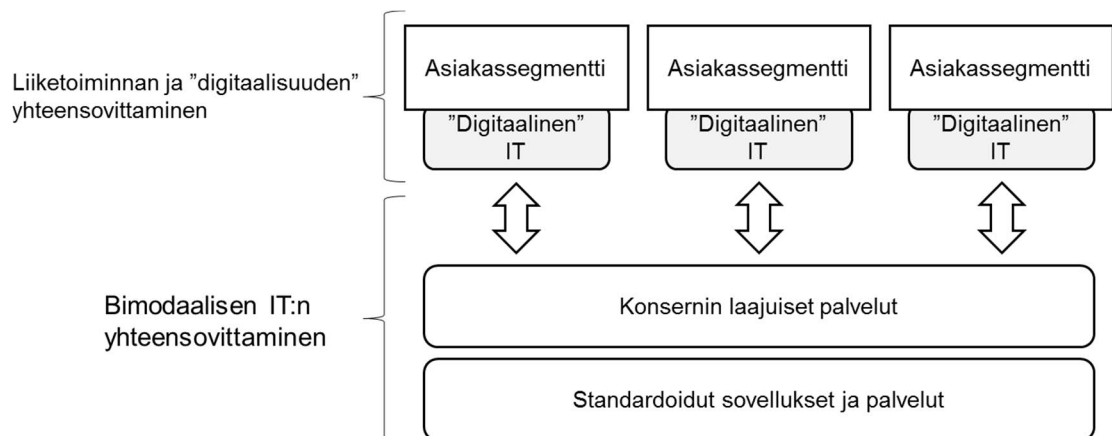 Liiketoiminnan ja ”digitaalisuuden”
yhteensovittaminen
Asiakassegmentti
Asiakassegmentti
Asiakassegmentti
”Digitaalinen”
IT
”Digitaalinen”
IT
”Digitaalinen”
IT
Bimodaalisen IT:n
yhteensovittaminen
Konsernin laajuiset palvelut
Standardoidut sovellukset ja palvelut